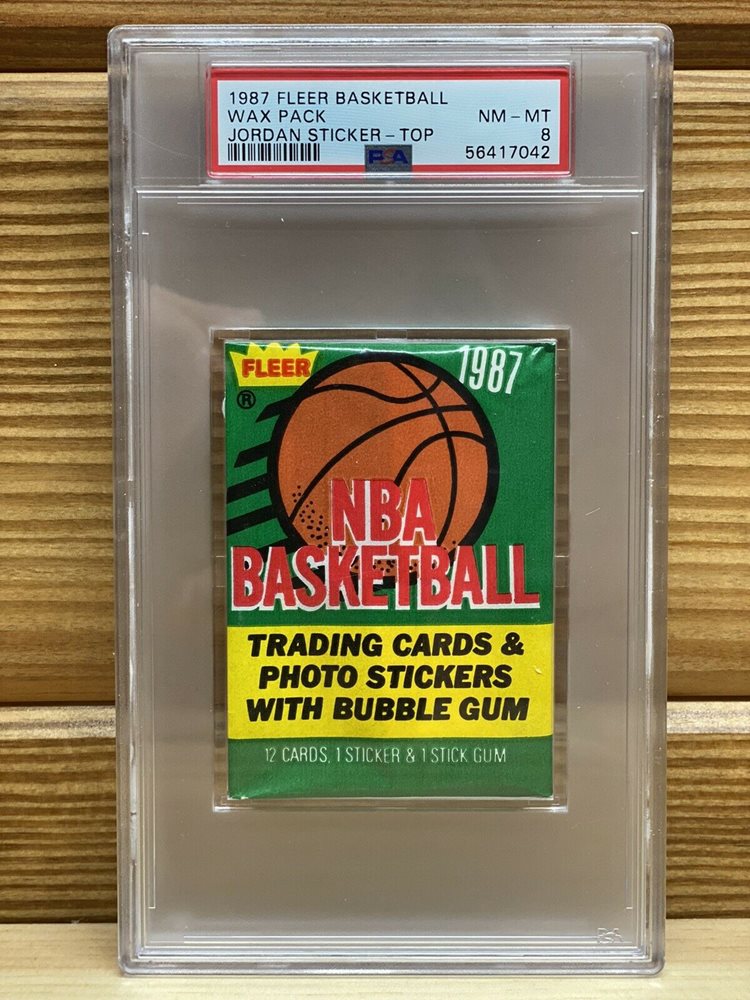 1987 FLEER BASKETBALL
WAX PACK NM - MT
JORDAN STICKER - TOP 8
PSA 56417042
FLEER
®
1987
NBA
BASKETBALL
TRADING CARDS &
PHOTO STICKERS
WITH BUBBLE GUM
12 CARDS, 1 STICKER & 1 STICK GUM
PSA